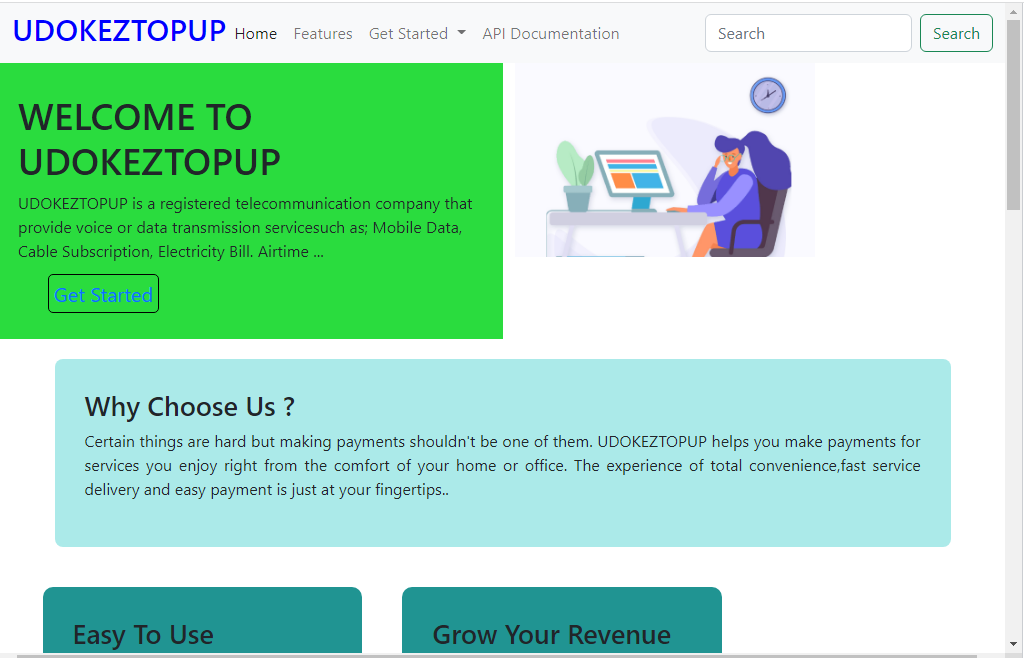 UDOKEZTOPUP Home Features Get Started API Documentation Search Search
WELCOME TO
UDOKEZTOPUP
UDOKEZTOPUP is a registered telecommunication company that
provide voice or data transmission servicesuch as; Mobile Data,
Cable Subscription, Electricity Bill. Airtime ...
Get Started
Why Choose Us ?
Certain things are hard but making payments shouldn't be one of them. UDOKEZTOPUP helps you make payments for
services you enjoy right from the comfort of your home or office. The experience of total convenience,fast service
delivery and easy payment is just at your fingertips..
Easy To Use
Grow Your Revenue